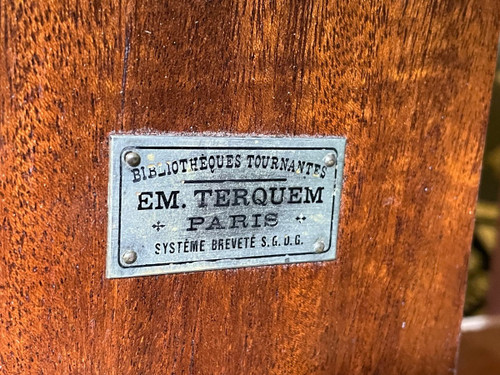 BIBLIOTHÈQUES TOURNANTES
EM. TERQUEM
PARIS
SYSTÈME BREVETÉ S.G.D.G.